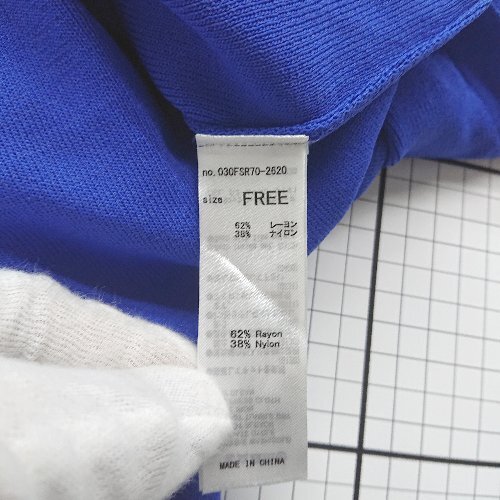 no. 030FSR70-2620
size FREE
62% レーヨン
38% ナイロン
62% Rayon
38% Nylon
MADE IN CHINA